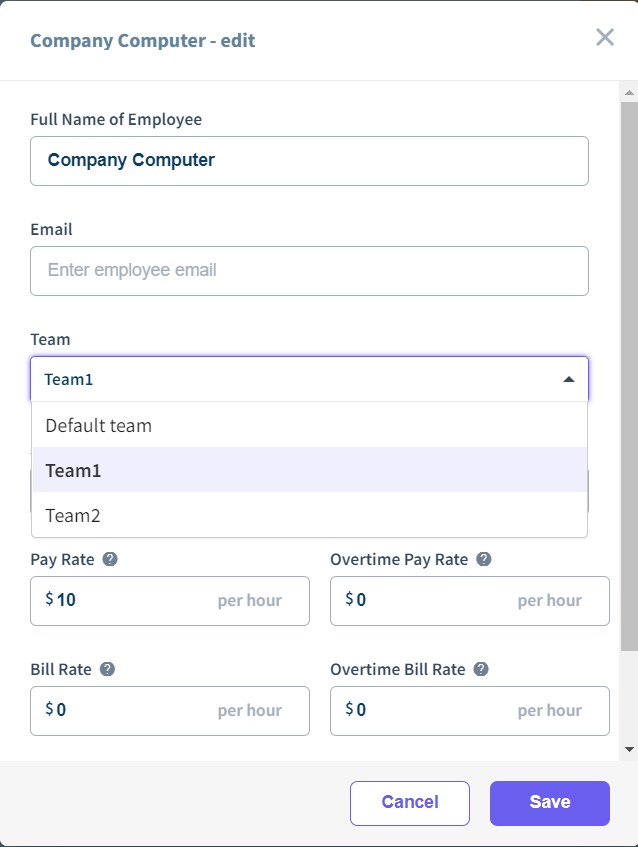 Company Computer - edit
Full Name of Employee
Company Computer
Email
Enter employee email
Team
Team1
Default team
Team1
Team2
Pay Rate ? Overtime Pay Rate ?
$ 10 per hour $ 0 per hour
Bill Rate ? Overtime Bill Rate ?
$ 0 per hour $ 0 per hour
Cancel Save